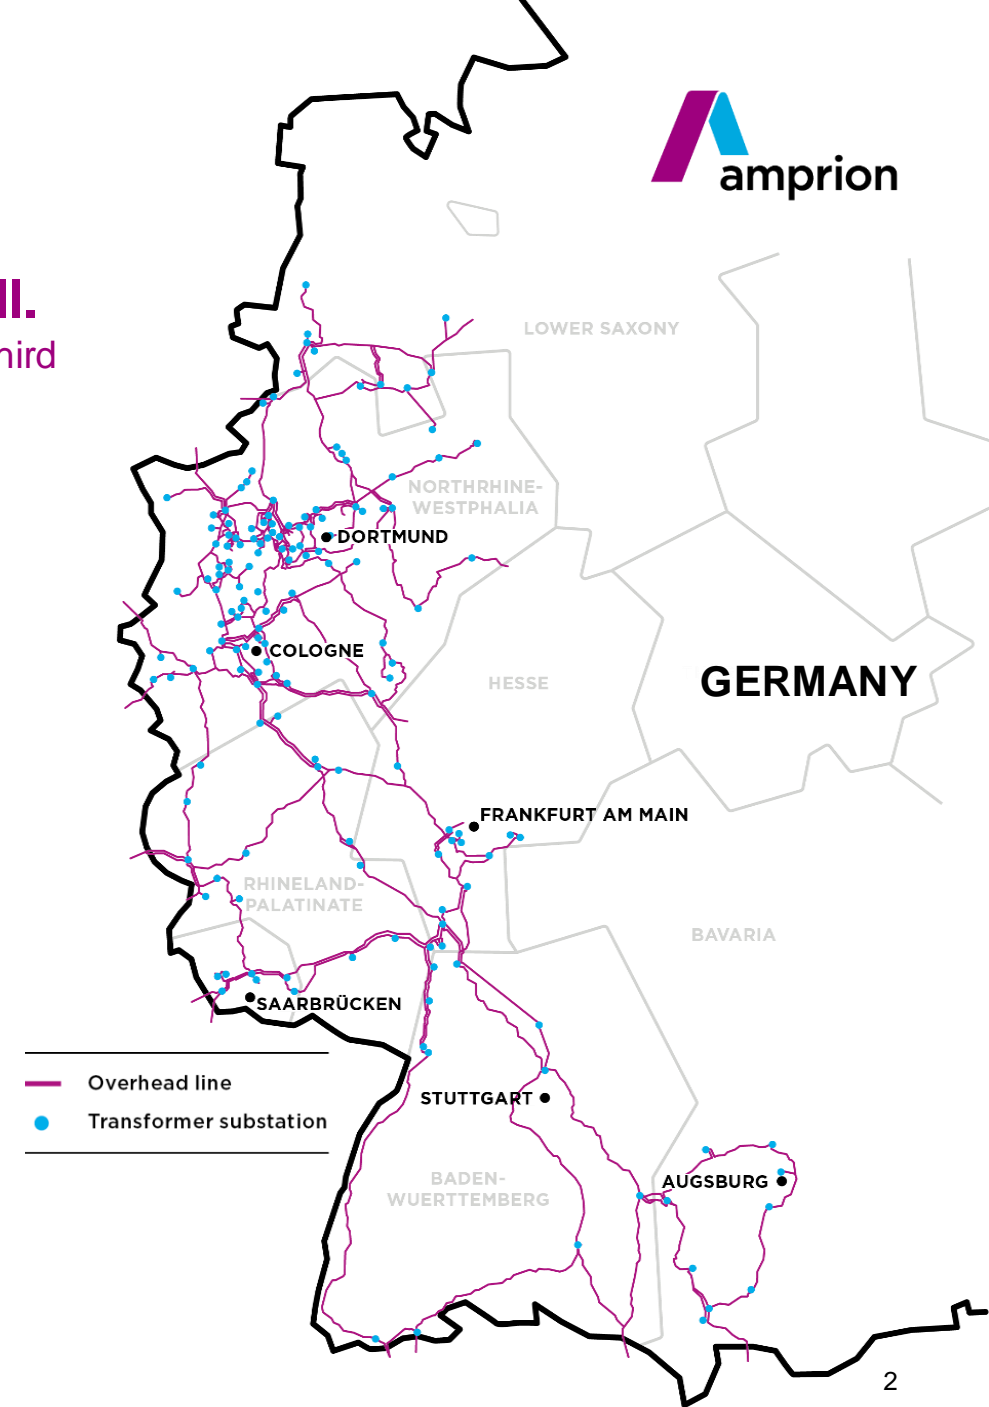 amprion
ll.
hird
LOWER SAXONY
NORTHRHINE-
WESTPHALIA
DORTMUND
COLOGNE
HESSE
GERMANY
FRANKFURT AM MAIN
RHINELAND-
PALATINATE
BAVARIA
SAARBRÜCKEN
Overhead line
Transformer substation
STUTTGART
BADEN-
WUERTTEMBERG
AUGSBURG
2